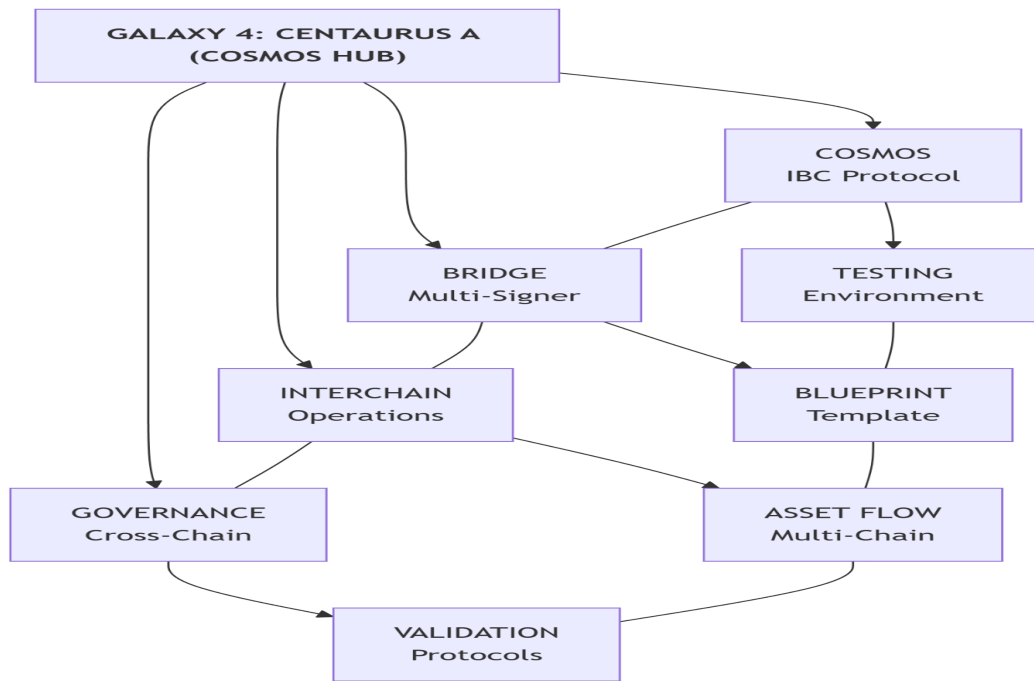 GALAXY 4: CENTAURUS A
(COSMOS HUB)
COSMOS
IBC Protocol
BRIDGE
Multi-Signer
TESTING
Environment
INTERCHAIN
Operations
BLUEPRINT
Template
GOVERNANCE
Cross-Chain
ASSET FLOW
Multi-Chain
VALIDATION
Protocols